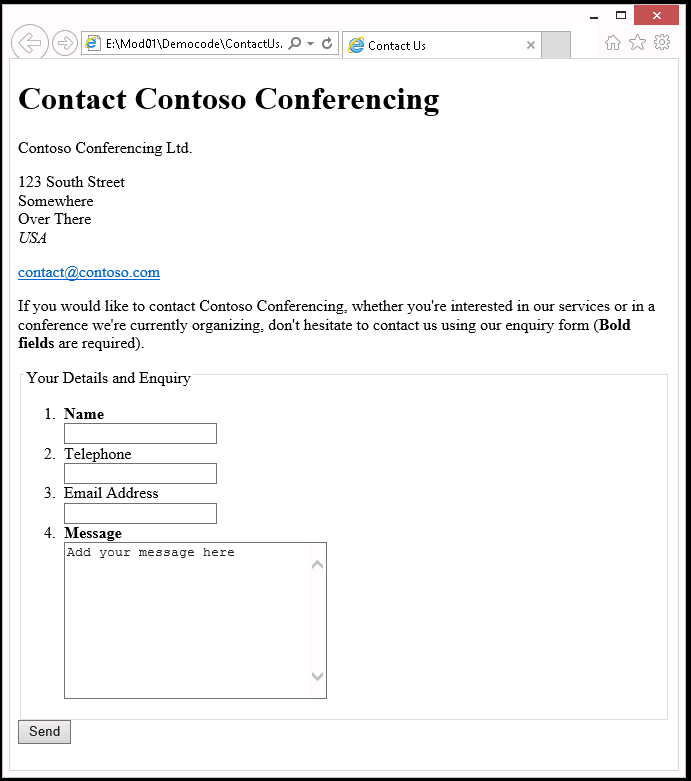 E:\Mod01\Democode\ContactUs.
Contact Us
Contact Contoso Conferencing
Contoso Conferencing Ltd.
123 South Street
Somewhere
Over There
USA
contact@contoso.com
If you would like to contact Contoso Conferencing, whether you're interested in our services or in a
conference we're currently organizing, don't hesitate to contact us using our enquiry form (Bold
fields are required).
Your Details and Enquiry
1. Name
2. Telephone
3. Email Address
4. Message
Add your message here
Send